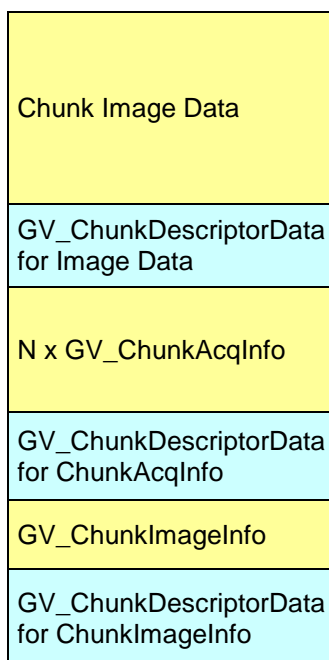 Chunk Image Data
GV_ChunkDescriptorData
for Image Data
N x GV_ChunkAcqInfo
GV_ChunkDescriptorData
for ChunkAcqInfo
GV_ChunkImageInfo
GV_ChunkDescriptorData
for ChunkImageInfo